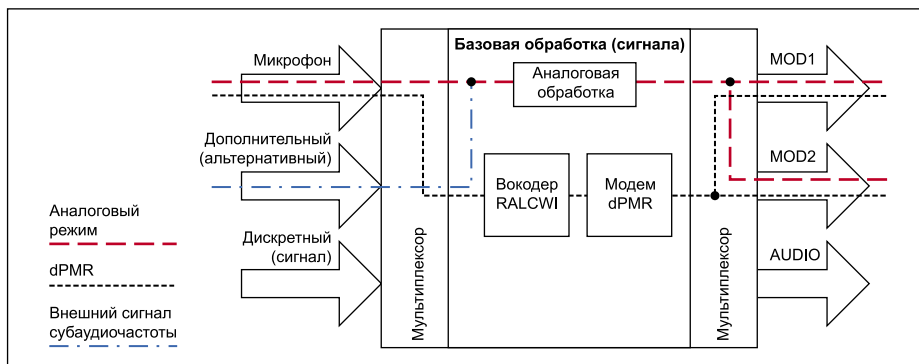 Базовая обработка (сигнала)
Микрофон
Дополнительный
(альтернативный)
Дискретный
(сигнал)
Аналоговый
режим
dPMR
Внешний сигнал
субаудиочастоты
Мультиплексор
Аналоговая
обработка
Вокодер
RALCWI
Модем
dPMR
Мультиплексор
MOD1
MOD2
AUDIO